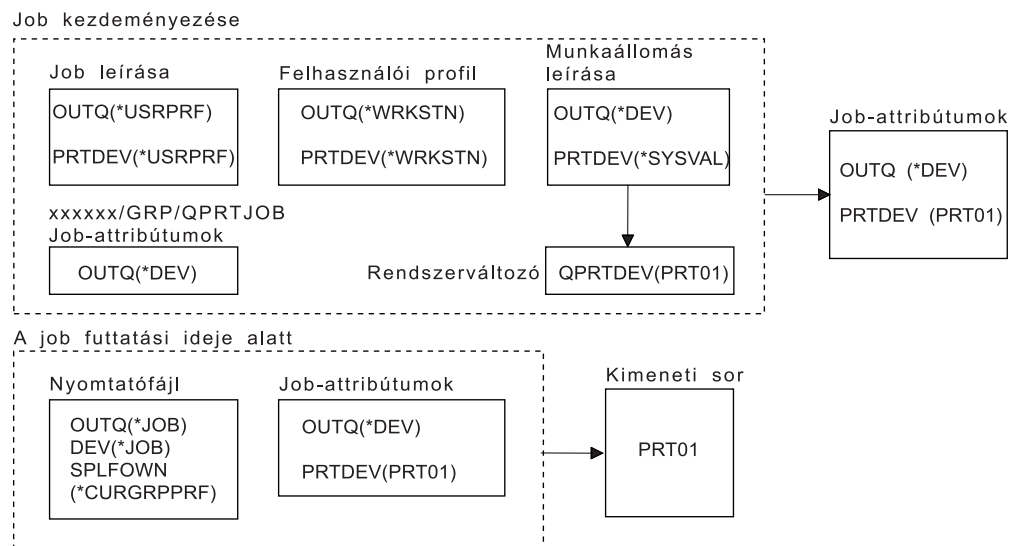 Job kezdeményezése
Job leírása
OUTQ(*USRPRF)
PRTDEV(*USRPRF)
Felhasználói profil
OUTQ(*WRKSTN)
PRTDEV(*WRKSTN)
Munkaállomás
leírása
OUTQ(*DEV)
PRTDEV(*SYSVAL)
Job-attribútumok
OUTQ (*DEV)
PRTDEV (PRT01)
xxxxxx/GRP/QPRTJOB
Job-attribútumok
OUTQ(*DEV)
Rendszerváltozó
QPRTDEV(PRT01)
A job futtatási ideje alatt
Nyomtatófájl
OUTQ(*JOB)
DEV(*JOB)
SPLFOWN
(*CURGRPPRF)
Job-attribútumok
OUTQ(*DEV)
PRTDEV(PRT01)
Kimeneti sor
PRT01